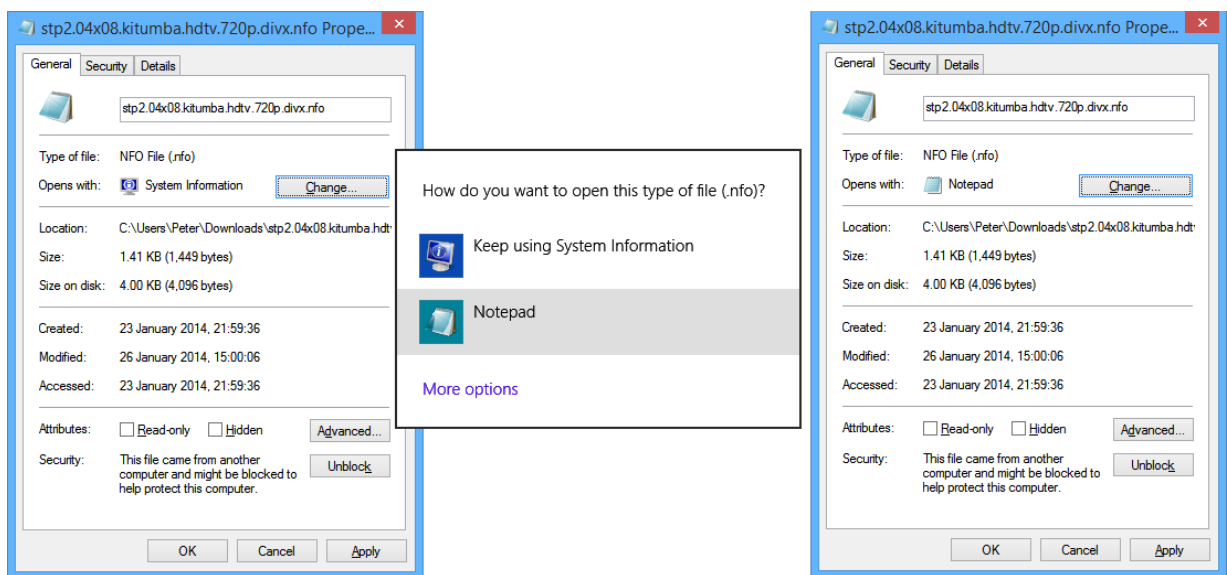 stp2.04x08.kitumba.hdtv.720p.divx.nfo Prope...
General Security Details
stp2.04x08.kitumba.hdtv.720p.divx.nfo
Type of file: NFO File (.nfo)
Opens with: System Information Change...
Location: C:\Users\Peter\Downloads\stp2.04x08.kitumba.hdt
Size: 1.41 KB (1,449 bytes)
Size on disk: 4.00 KB (4,096 bytes)
Created: 23 January 2014, 21:59:36
Modified: 26 January 2014, 15:00:06
Accessed: 23 January 2014, 21:59:36
Attributes: Read-only Hidden Advanced...
Security: This file came from another
computer and might be blocked to
help protect this computer.
Unblock
OK Cancel Apply
How do you want to open this type of file (.nfo)?
Keep using System Information
Notepad
More options
stp2.04x08.kitumba.hdtv.720p.divx.nfo Prope...
General Security Details
stp2.04x08.kitumba.hdtv.720p.divx.nfo
Type of file: NFO File (.nfo)
Opens with: Notepad Change...
Location: C:\Users\Peter\Downloads\stp2.04x08.kitumba.hdt
Size: 1.41 KB (1,449 bytes)
Size on disk: 4.00 KB (4,096 bytes)
Created: 23 January 2014, 21:59:36
Modified: 26 January 2014, 15:00:06
Accessed: 23 January 2014, 21:59:36
Attributes: Read-only Hidden Advanced...
Security: This file came from another
computer and might be blocked to
help protect this computer.
Unblock
OK Cancel Apply